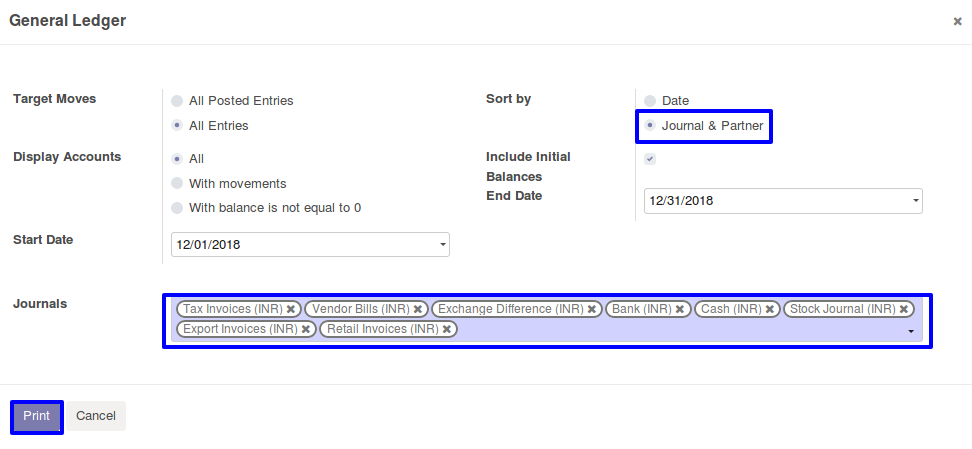 General Ledger ×
Target Moves
All Posted Entries
All Entries
Sort by
Date
Journal & Partner
Display Accounts
All
With movements
With balance is not equal to 0
Include Initial
Balances
End Date
12/31/2018
Start Date
12/01/2018
Journals
Tax Invoices (INR) ✖ Vendor Bills (INR) ✖ Exchange Difference (INR) ✖ Bank (INR) ✖ Cash (INR) ✖ Stock Journal (INR) ✖
Export Invoices (INR) ✖ Retail Invoices (INR) ✖
Print Cancel